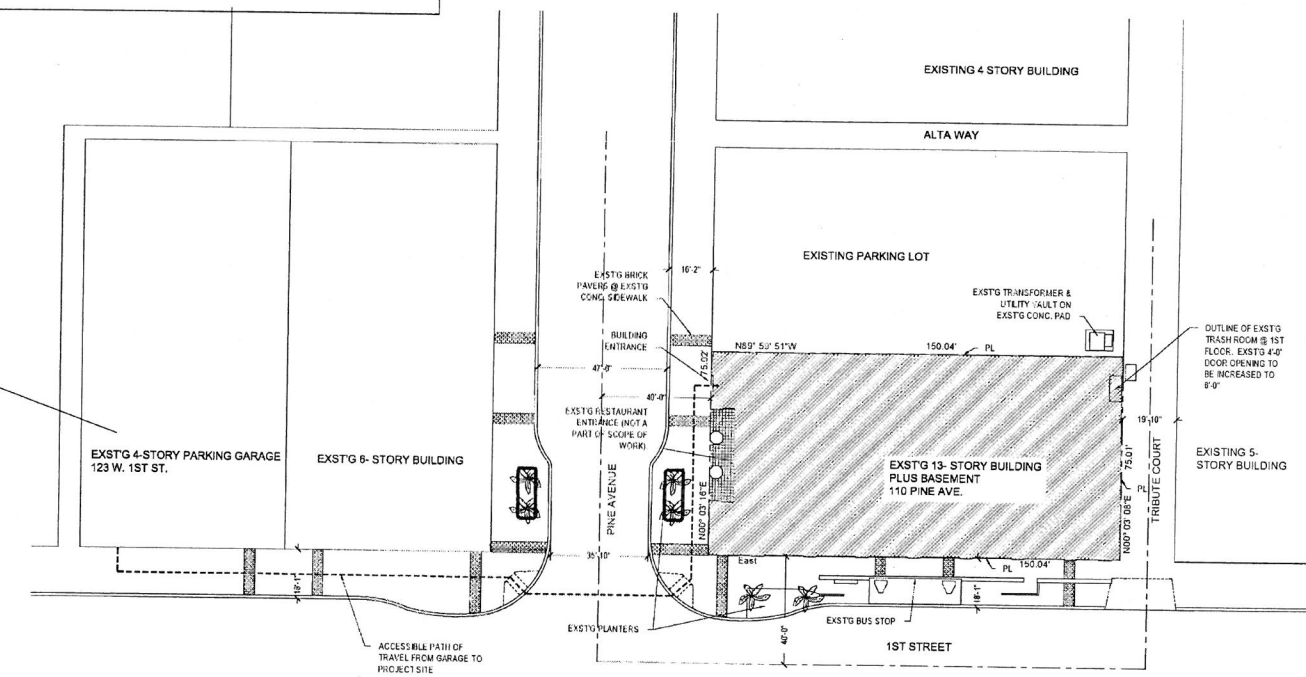 EXISTING 4 STORY BUILDING
ALTA WAY
EXISTING PARKING LOT
EXST'G BRICK
PAVERS @ EXST'G
CONC. SIDEWALK
16'-2"
EXST'G TRANSFORMER &
UTILITY VAULT ON
EXST'G CONC. PAD
BUILDING
ENTRANCE
N89° 59' 51"W
150.04'
PL
75.02'
OUTLINE OF EXST'G
TRASH ROOM @ 1ST
FLOOR. EXST'G 4'-0"
DOOR OPENING TO
BE INCREASED TO
6'-0"
40'-0"
EXST'G RESTAURANT
ENTRANCE (NOT A
PART OF SCOPE OF
WORK)
19'-10"
EXST'G 4-STORY PARKING GARAGE
123 W. 1ST ST.
EXST'G 6- STORY BUILDING
EXST'G 13- STORY BUILDING
PLUS BASEMENT
110 PINE AVE.
EXISTING 5-
STORY BUILDING
75.01'
PL
N00° 03' 08"E
TRIBUTE COURT
PINE AVENUE
N00° 03' 16"E
35'-10"
East
PL
150.04'
18'-1"
18'-1"
EXST'G PLANTERS
EXST'G BUS STOP
40'-0"
1ST STREET
ACCESSIBLE PATH OF
TRAVEL FROM GARAGE TO
PROJECT SITE